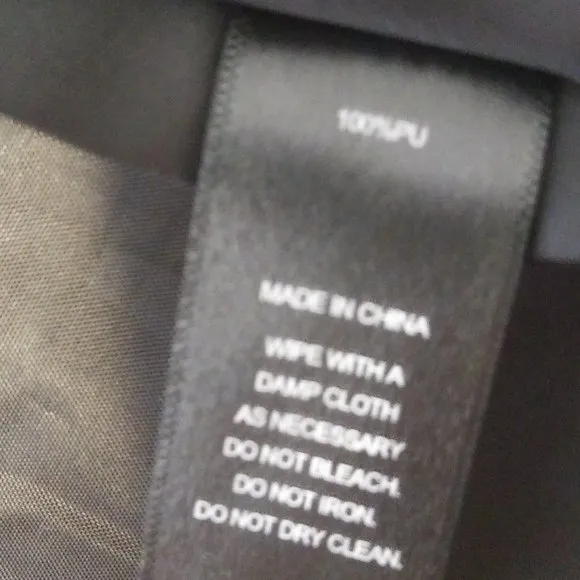 100%PU
MADE IN CHINA
WIPE WITH A
DAMP CLOTH
AS NECESSARY
DO NOT BLEACH.
DO NOT IRON.
DO NOT DRY CLEAN.